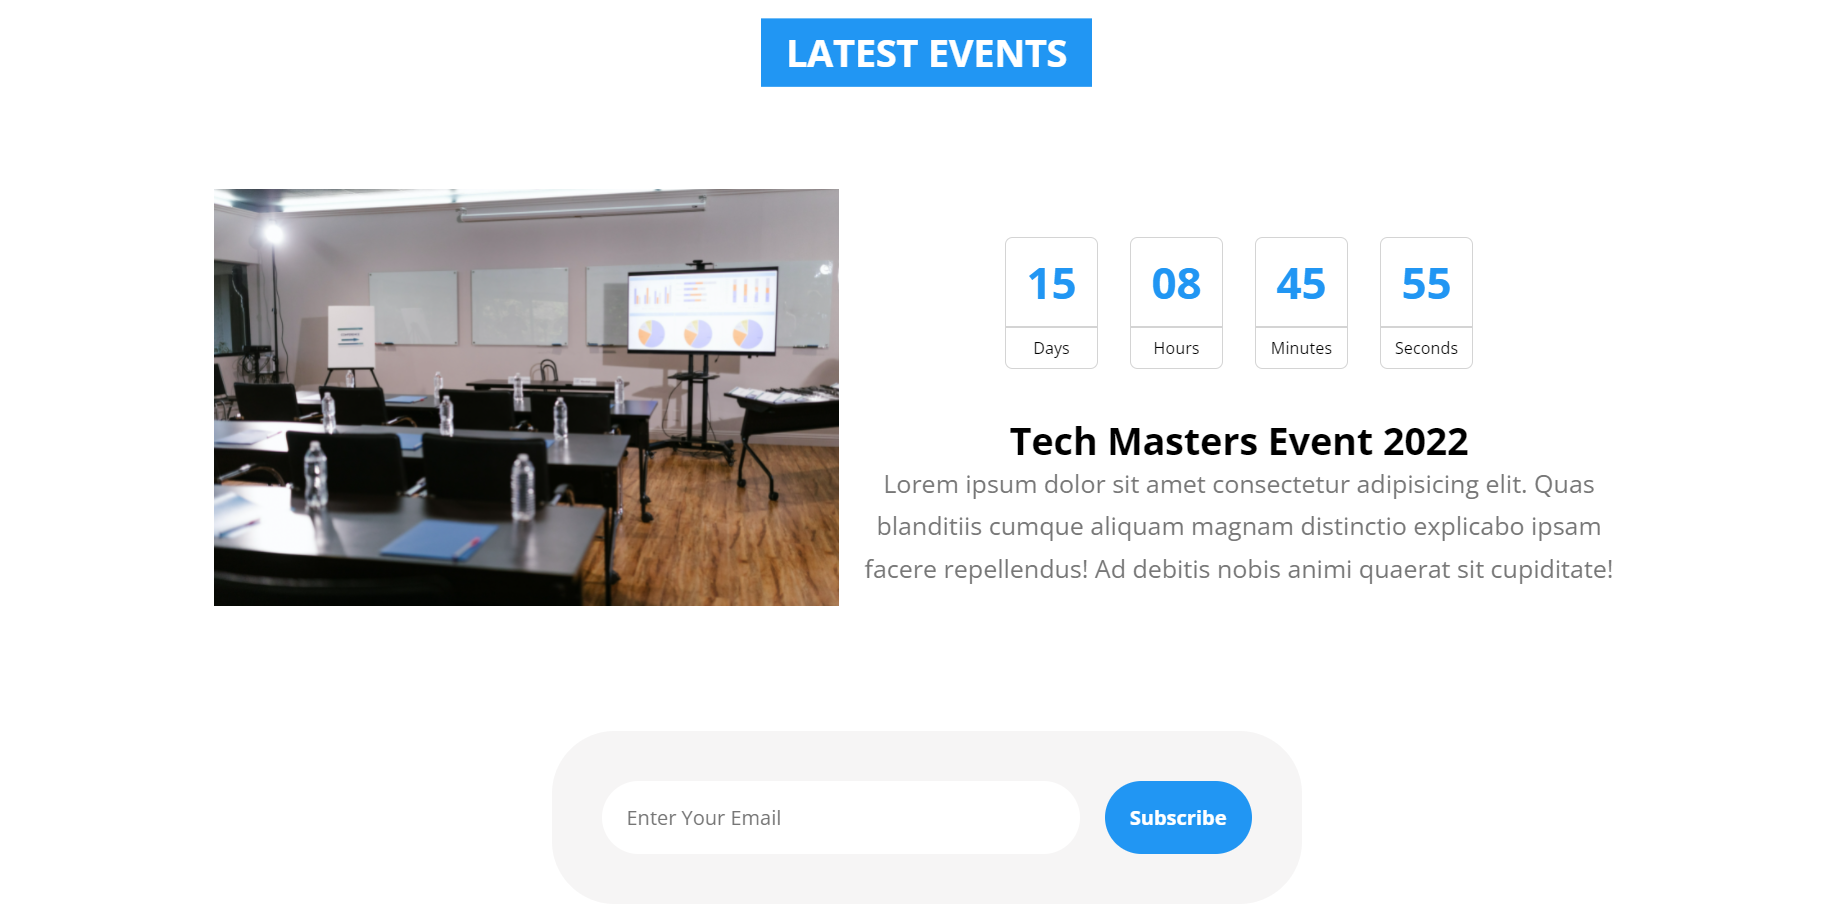 LATEST EVENTS
15 08 45 55
Days Hours Minutes Seconds
Tech Masters Event 2022
Lorem ipsum dolor sit amet consectetur adipisicing elit. Quas
blanditiis cumque aliquam magnam distinctio explicabo ipsam
facere repellendus! Ad debitis nobis animi quaerat sit cupiditate!
Enter Your Email
Subscribe